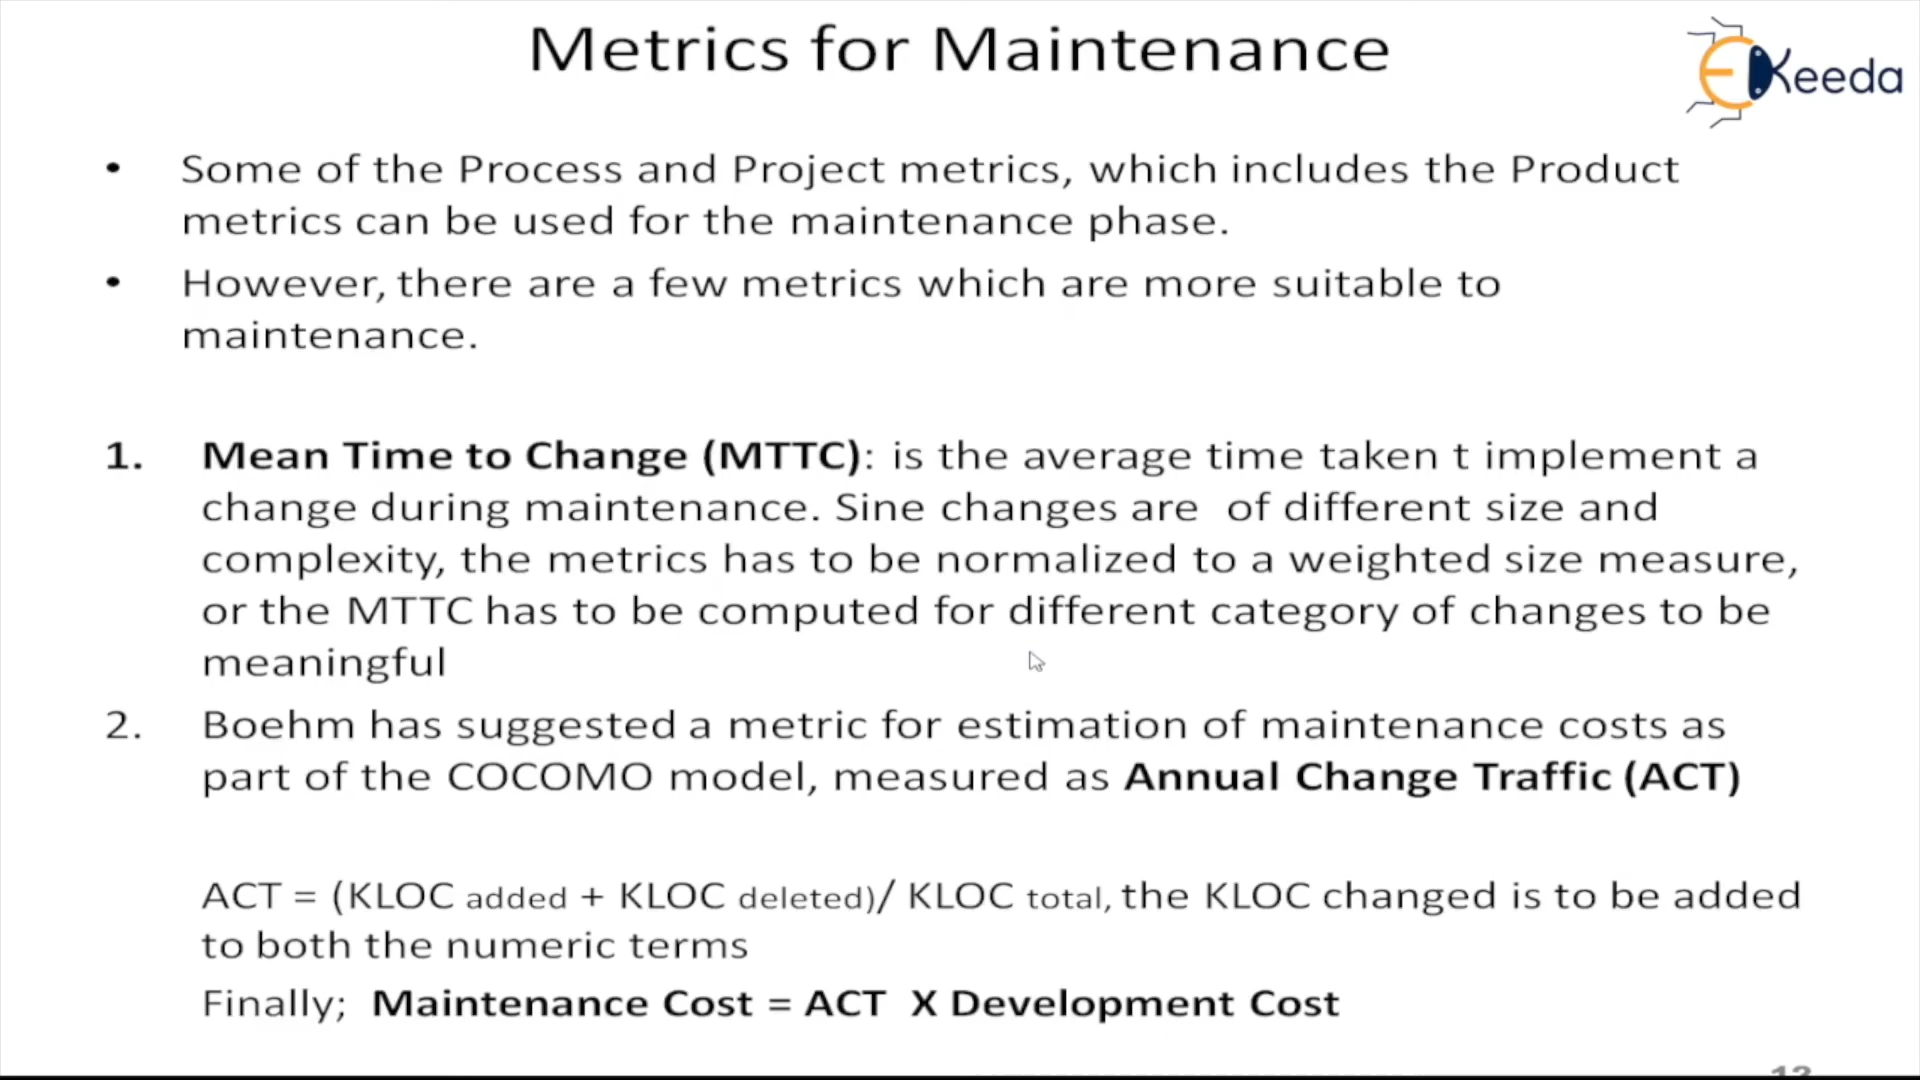 Metrics for Maintenance
EKeeda
• Some of the Process and Project metrics, which includes the Product
metrics can be used for the maintenance phase.
• However, there are a few metrics which are more suitable to
maintenance.
1. Mean Time to Change (MTTC): is the average time taken t implement a
change during maintenance. Sine changes are of different size and
complexity, the metrics has to be normalized to a weighted size measure,
or the MTTC has to be computed for different category of changes to be
meaningful
2. Boehm has suggested a metric for estimation of maintenance costs as
part of the COCOMO model, measured as Annual Change Traffic (ACT)
ACT = (KLOC added + KLOC deleted)/ KLOC total, the KLOC changed is to be added
to both the numeric terms
Finally; Maintenance Cost = ACT X Development Cost